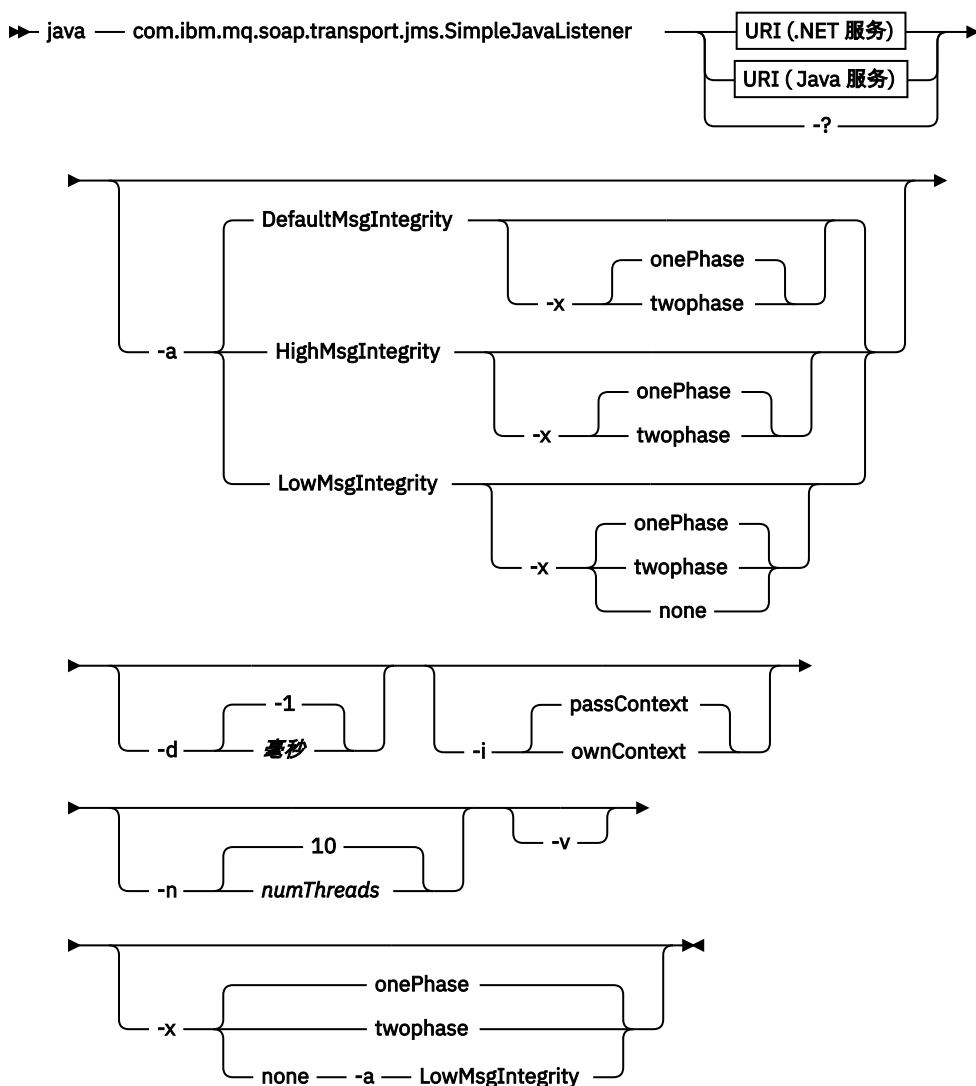 java com.ibm.mq.soap.transport.jms.SimpleJavaListener URI (.NET 服务)
URI ( Java 服务)
-?
DefaultMsgIntegrity
onePhase
-x twophase
-a HighMsgIntegrity
onePhase
-x twophase
LowMsgIntegrity
onePhase
-x twophase
none
-1 passContext
-d 毫秒 -i ownContext
10 -v
-n numThreads
onePhase
-x twophase
none -a LowMsgIntegrity